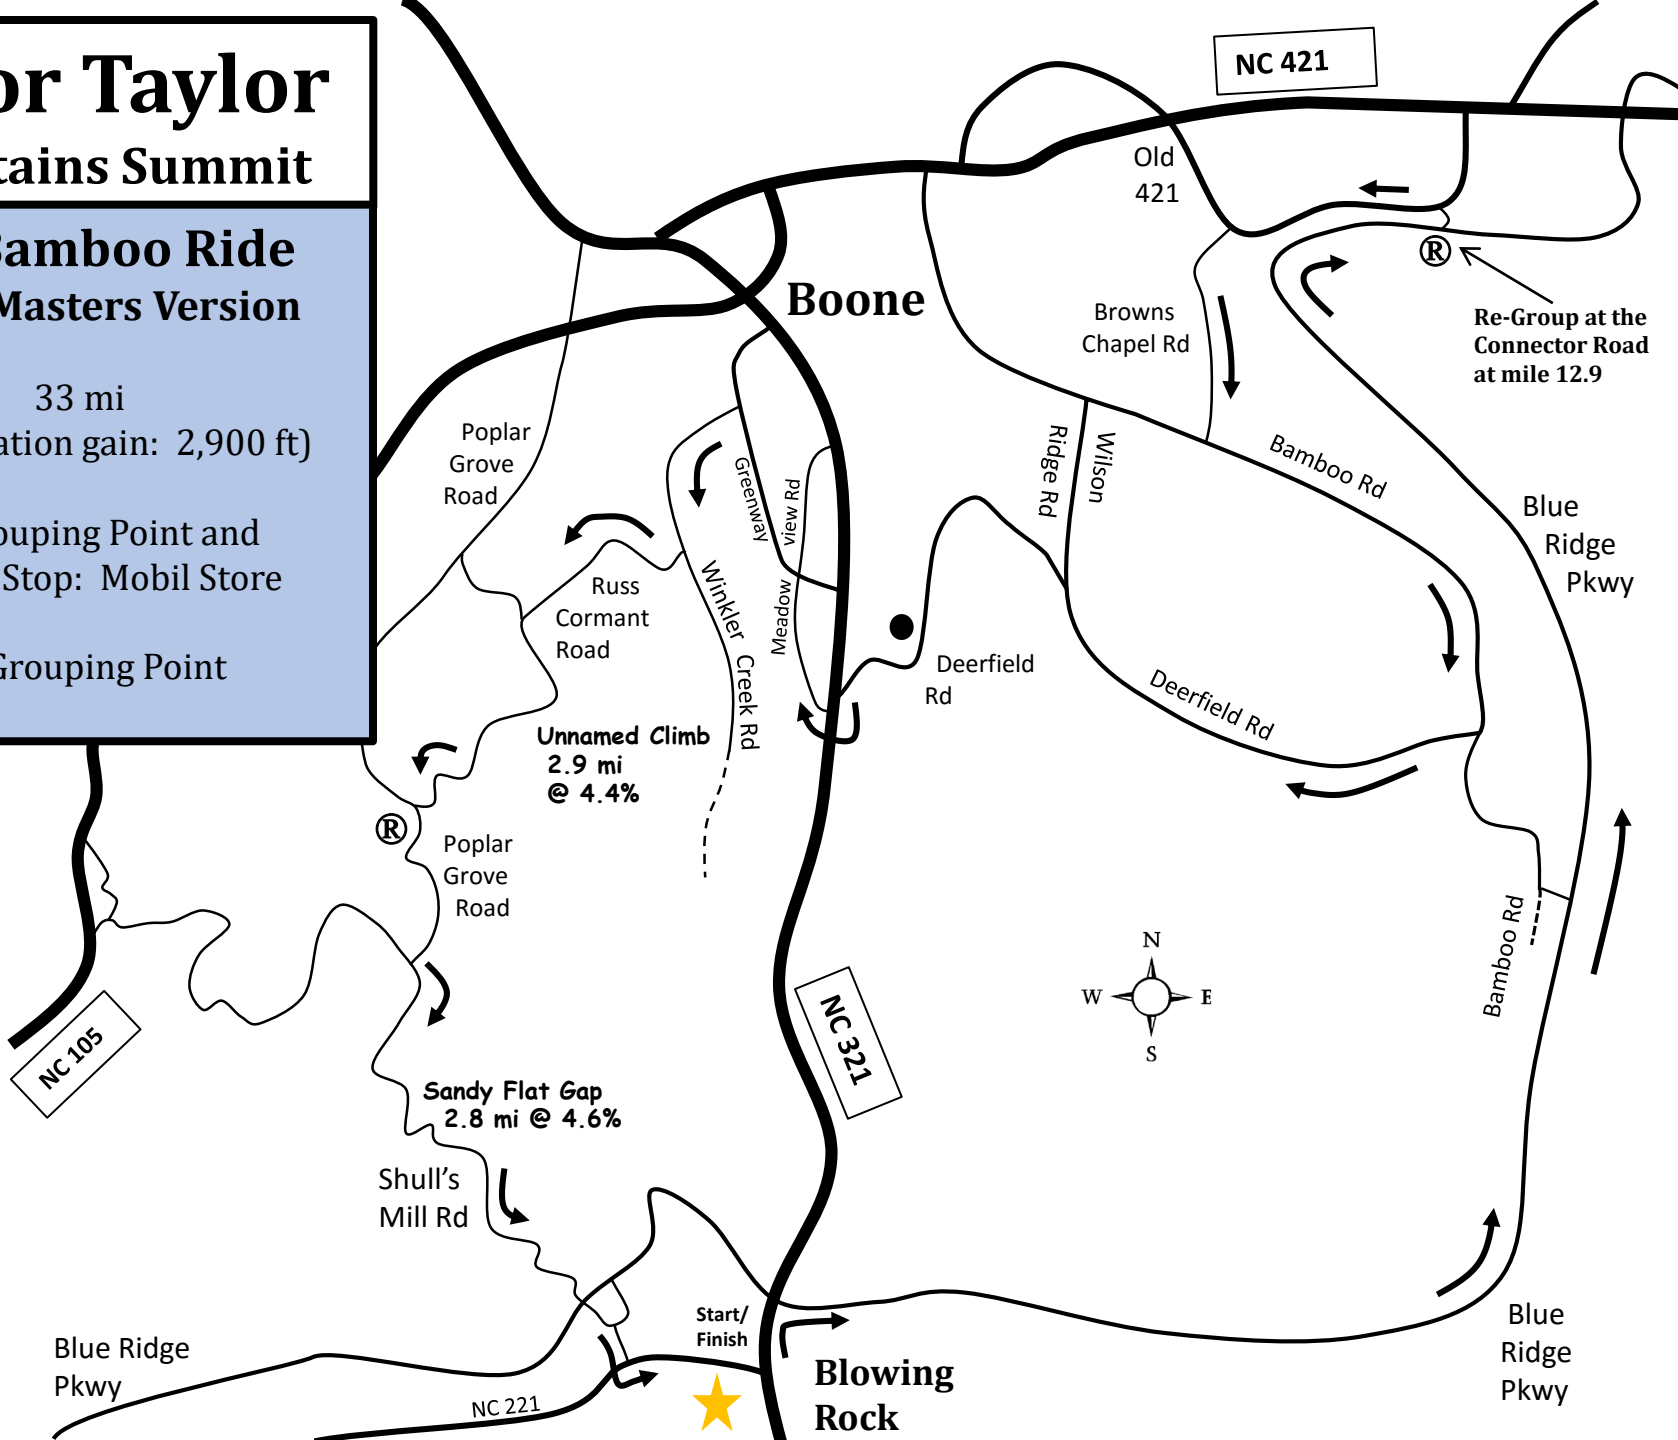 or Taylor
tains Summit
Bamboo Ride
Masters Version
33 mi
ation gain: 2,900 ft)
ouping Point and
Stop: Mobil Store
Grouping Point
NC 421
Old
421
®
Re-Group at the
Connector Road
at mile 12.9
Boone
Browns
Chapel Rd
Poplar
Grove
Road
Greenway
Meadow view Rd
Wilson
Ridge Rd
Bamboo Rd
Blue
Ridge
Pkwy
Russ
Cormant
Road
Winkler Creek Rd
Deerfield
Rd
Deerfield Rd
Unnamed Climb
2.9 mi
@ 4.4%
®
Poplar
Grove
Road
Bamboo Rd
N
W E
S
NC 105
NC 321
Sandy Flat Gap
2.8 mi @ 4.6%
Shull's
Mill Rd
Start/
Finish
Blue Ridge
Pkwy
NC 221
Blowing
Rock
Blue
Ridge
Pkwy